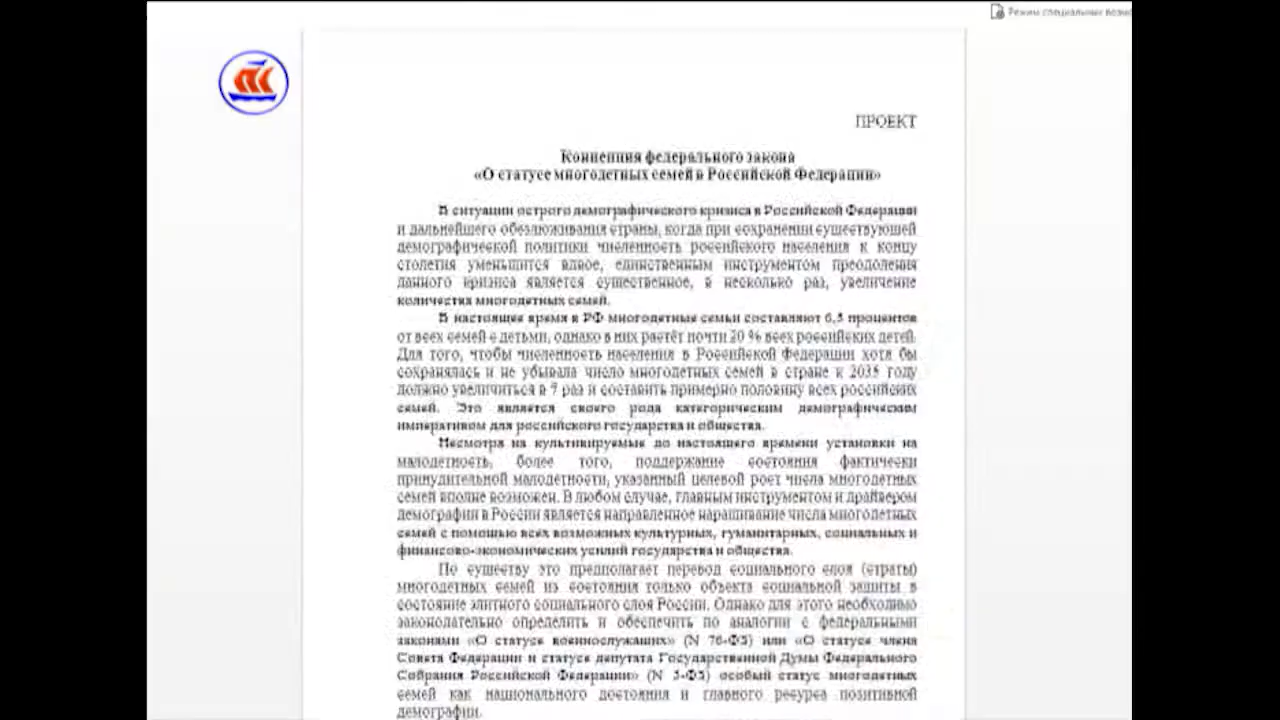 Режим специальных возмо
ПРОЕКТ
Концепция федерального закона
«О статусе многодетных семей в Российской Федерации»
В ситуации острого демографического кризиса в Российской Федерации
и дальнейшего обезлюживания страны, когда при сохранении существующей
демографической политики численность российского населения к концу
столетия уменьшится вдвое, единственным инструментом преодоления
данного кризиса является существенное, в несколько раз, увеличение
количества многодетных семей.
В настоящее время в РФ многодетные семьи составляют 6,5 процентов
от всех семей с детьми, однако в них растёт почти 20 % всех российских детей.
Для того, чтобы численность населения в Российской Федерации хотя бы
сохранялась и не убывала число многодетных семей в стране к 2035 году
должно увеличиться в 7 раз и составить примерно половину всех российских
семей. Это является своего рода категорическим демографическим
императивом для российского государства и общества.
Несмотря на культивируемые до настоящего времени установки на
малодетность, более того, поддержание состояния фактически
принудительной малодетности, указанный целевой рост числа многодетных
семей вполне возможен. В любом случае, главным инструментом и драйвером
демографии в России является направленное наращивание числа многодетных
семей с помощью всех возможных культурных, гуманитарных, социальных и
финансово-экономических усилий государства и общества.
По существу это предполагает перевод социального слоя (страты)
многодетных семей из состояния только объекта социальной защиты в
состояние элитного социального слоя России. Однако для этого необходимо
законодательно определить и обеспечить по аналогии с федеральными
законами «О статусе военнослужащих» (N 76-ФЗ) или «О статусе члена
Совета Федерации и статусе депутата Государственной Думы Федерального
Собрания Российской Федерации» (N 3-ФЗ) особый статус многодетных
семей как национального достояния и главного ресурса позитивной
демографии.